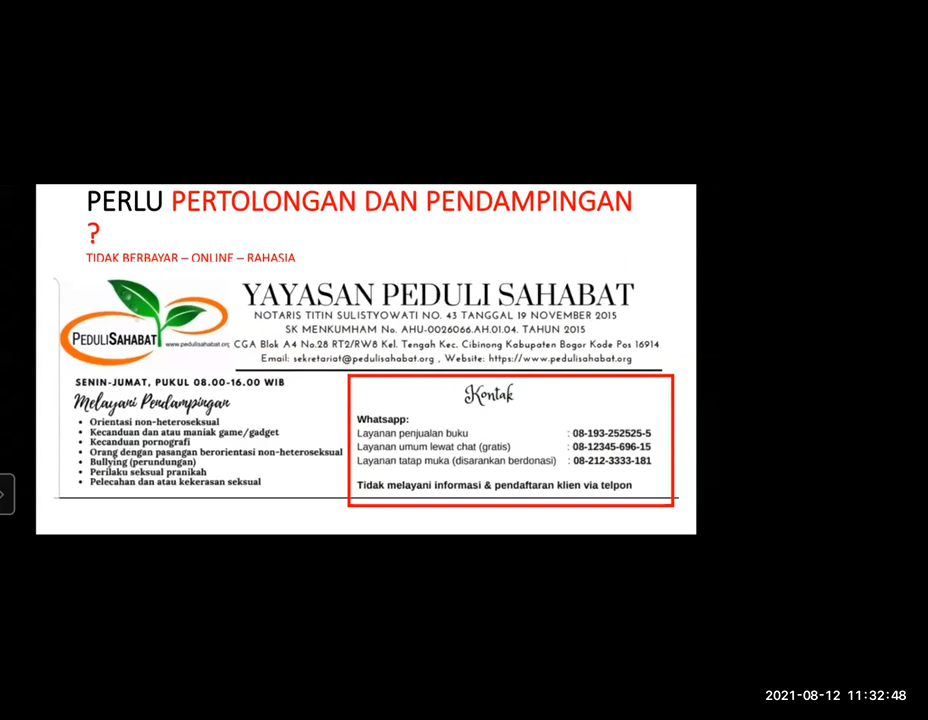 PERLU PERTOLONGAN DAN PENDAMPINGAN
?
TIDAK BERBAYAR – ONLINE – RAHASIA
PEDULISAHABAT
www.pedulisahabat.org
YAYASAN PEDULI SAHABAT
NOTARIS TITIN SULISTYOWATI NO. 43 TANGGAL 19 NOVEMBER 2015
SK MENKUMHAM No. AHU-0026066.AH.01.04. TAHUN 2015
CGA Blok A4 No.28 RT2/RW8 Kel. Tengah Kec. Cibinong Kabupaten Bogor Kode Pos 16914
Email: sekretariat@pedulisahabat.org , Website: https://www.pedulisahabat.org
SENIN-JUMAT, PUKUL 08.00-16.00 WIB
Melayani Pendampingan
• Orientasi non-heteroseksual
• Kecanduan dan atau maniak game/gadget
• Kecanduan pornografi
• Orang dengan pasangan berorientasi non-heteroseksual
• Bullying (perundungan)
• Perilaku seksual pranikah
• Pelecahan dan atau kekerasan seksual
Kontak
Whatsapp:
Layanan penjualan buku : 08-193-252525-5
Layanan umum lewat chat (gratis) : 08-12345-696-15
Layanan tatap muka (disarankan berdonasi) : 08-212-3333-181
Tidak melayani informasi & pendaftaran klien via telpon
2021-08-12 11:32:48